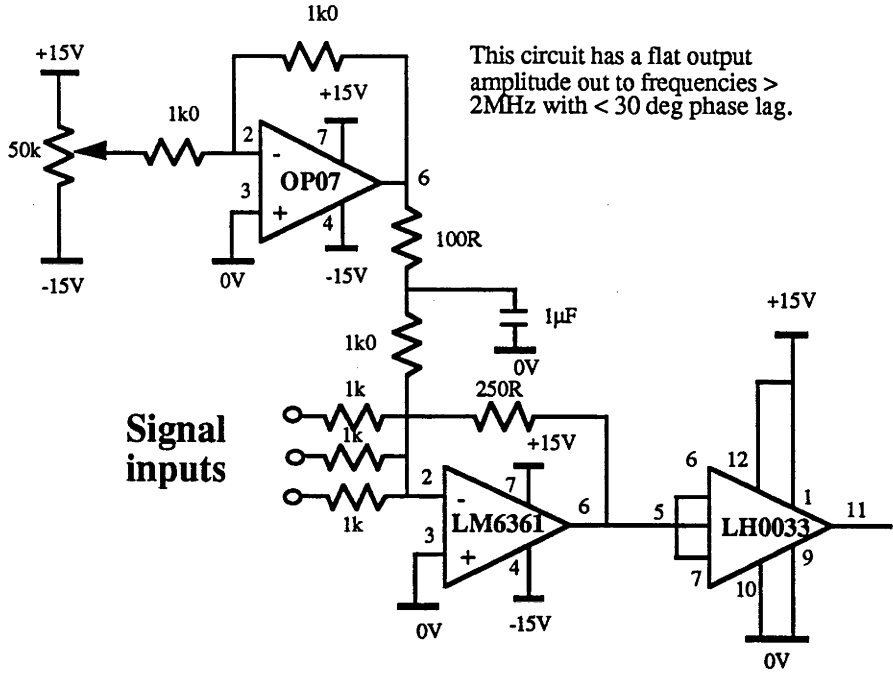 1k0
+15V
This circuit has a flat output
amplitude out to frequencies >
2MHz with < 30 deg phase lag.
+15V
1k0
50k
2
-
7
OP07
6
3
+
4
100R
0V
-15V
-15V
1µF
+15V
1k0
0V
1k
250R
Signal
inputs
1k
+15V
6
12
2
-
7
6
1
11
1k
LM6361
5
LH0033
3
+
4
7
10
9
0V
-15V
0V